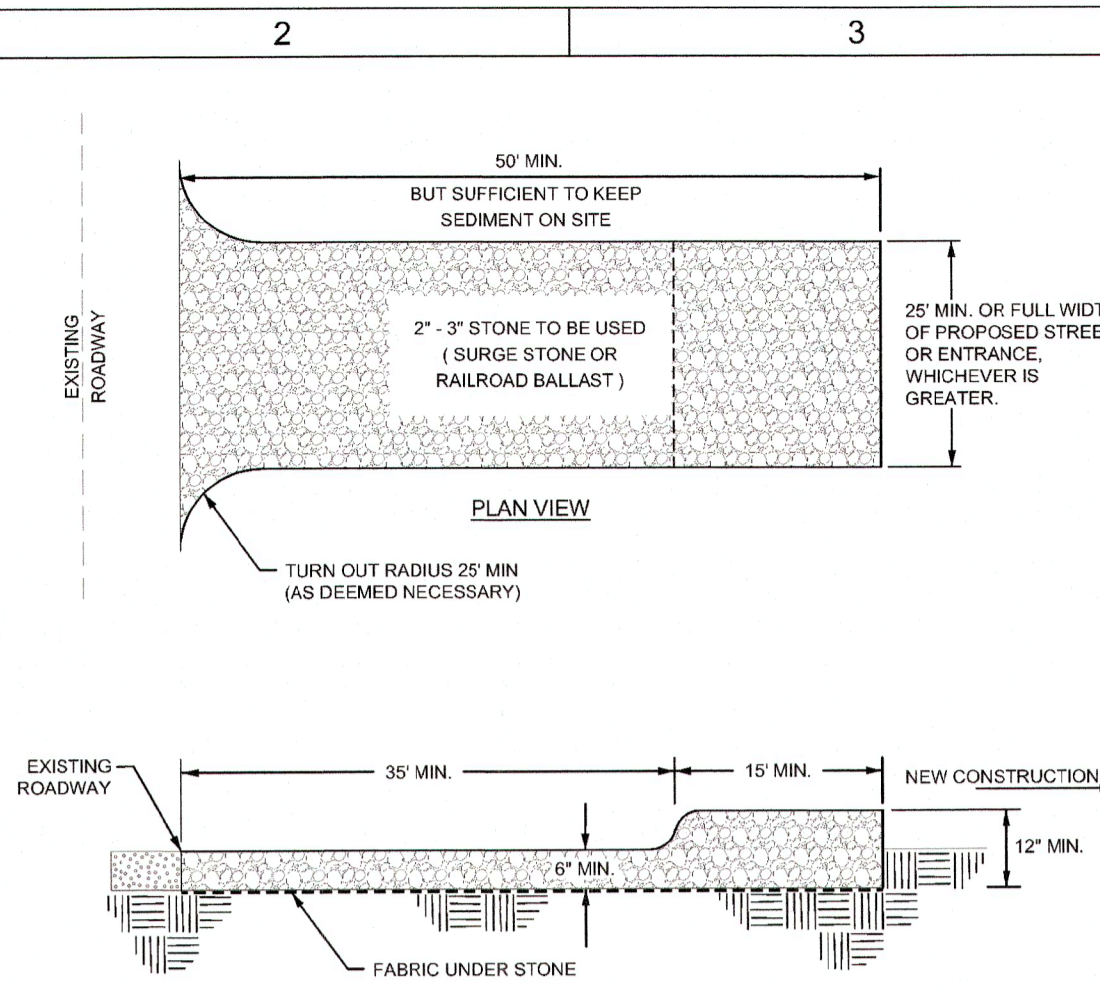 2
3
50' MIN.
BUT SUFFICIENT TO KEEP
SEDIMENT ON SITE
EXISTING
ROADWAY
2" - 3" STONE TO BE USED
( SURGE STONE OR
RAILROAD BALLAST )
25' MIN. OR FULL WIDT
OF PROPOSED STREE
OR ENTRANCE,
WHICHEVER IS
GREATER.
PLAN VIEW
TURN OUT RADIUS 25' MIN
(AS DEEMED NECESSARY)
EXISTING
ROADWAY
35' MIN.
15' MIN.
NEW CONSTRUCTION
6" MIN.
12" MIN.
FABRIC UNDER STONE